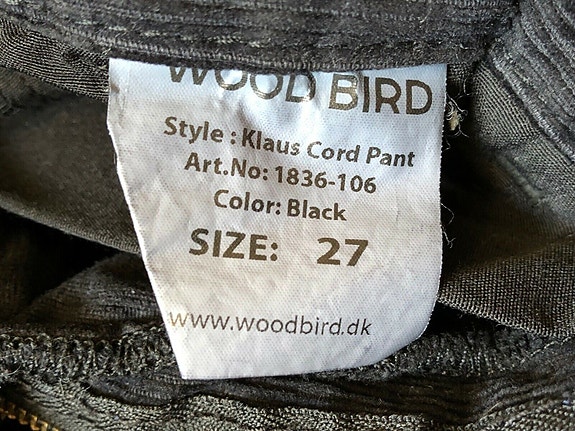 WOOD BIRD
Style : Klaus Cord Pant
Art.No: 1836-106
Color: Black
SIZE: 27
www.woodbird.dk